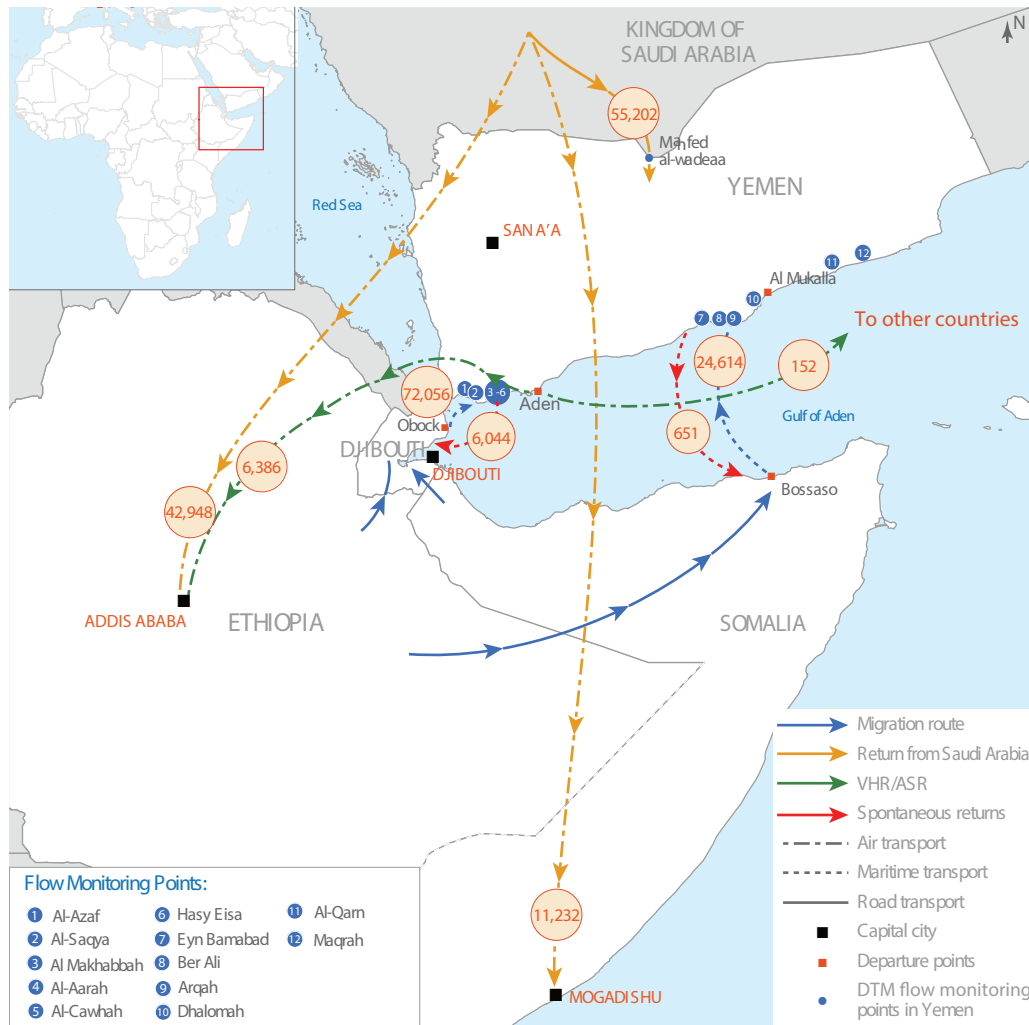 KINGDOM OF
SAUDI ARABIA
N
55,202
Manfed
al-wadeaa
YEMEN
Red Sea
SAN A'A
12
11
Al Mukalla
10
7 8 9
To other countries
24,614
152
72,056
1 2 3 -6
Aden
Obock
Gulf of Aden
651
6,044
DJIBOUTI
DJIBOUTI
6,386
Bossaso
42,948
ADDIS ABABA
ETHIOPIA
SOMALIA
11,232
MOGADISHU
Migration route
Return from Saudi Arabia
VHR/ASR
Spontaneous returns
Air transport
Maritime transport
Road transport
Capital city
Departure points
DTM flow monitoring
points in Yemen
Flow Monitoring Points:
1 Al-Azaf
2 Al-Saqya
3 Al Makhabbah
4 Al-Aarah
5 Al-Cawhah
6 Hasy Eisa
7 Eyn Bamabad
8 Ber Ali
9 Arqah
10 Dhalomah
11 Al-Qarn
12 Maqrah